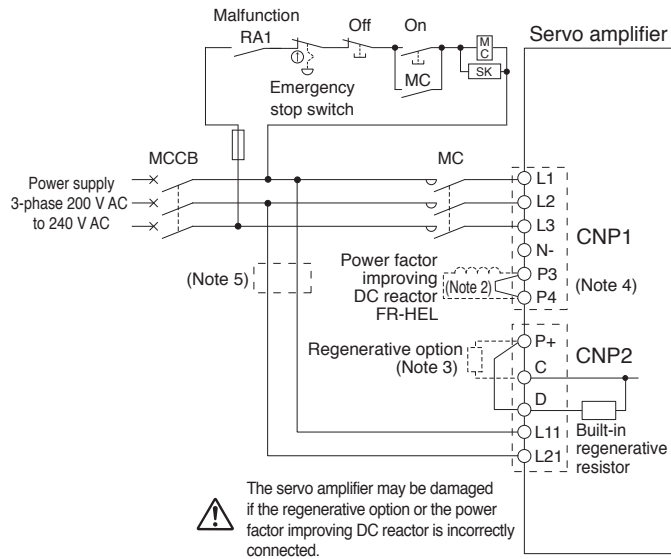 Malfunction
RA1
Off
On
MC
SK
MC
Emergency
stop switch
①
Servo amplifier
MCCB
MC
Power supply
3-phase 200 V AC
to 240 V AC
L1
L2
L3
N-
P3
P4
CNP1
(Note 4)
(Note 5)
Power factor
improving
DC reactor
FR-HEL
(Note 2)
Regenerative option
(Note 3)
P+
C
D
L11
L21
CNP2
Built-in
regenerative
resistor
The servo amplifier may be damaged
if the regenerative option or the power
factor improving DC reactor is incorrectly
connected.